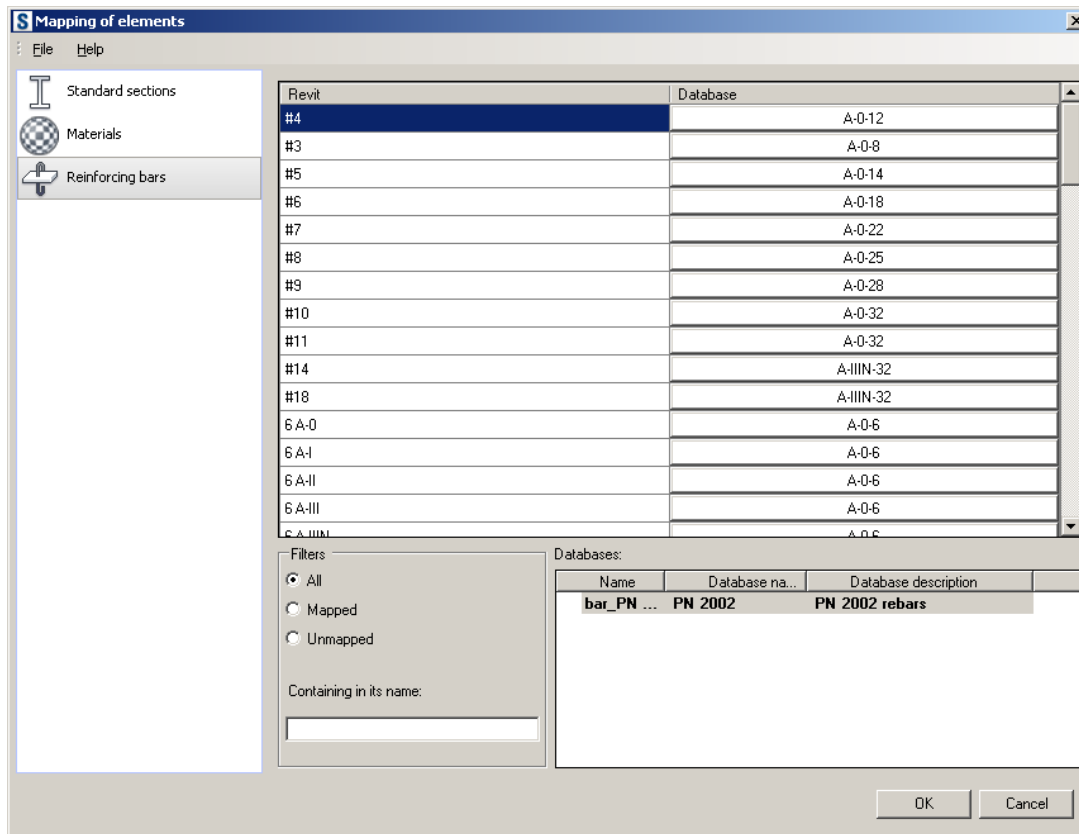 S Mapping of elements
File Help
Standard sections
Materials
Reinforcing bars
Revit Database
#4 A-0-12
#3 A-0-8
#5 A-0-14
#6 A-0-18
#7 A-0-22
#8 A-0-25
#9 A-0-28
#10 A-0-32
#11 A-0-32
#14 A-IIIN-32
#18 A-IIIN-32
6 A-0 A-0-6
6 A-I A-0-6
6 A-II A-0-6
6 A-III A-0-6
6 A-IIIN A-0-6
Filters
All
Mapped
Unmapped
Containing in its name:
Databases:
Name Database na... Database description
bar_PN ... PN 2002 PN 2002 rebars
OK Cancel